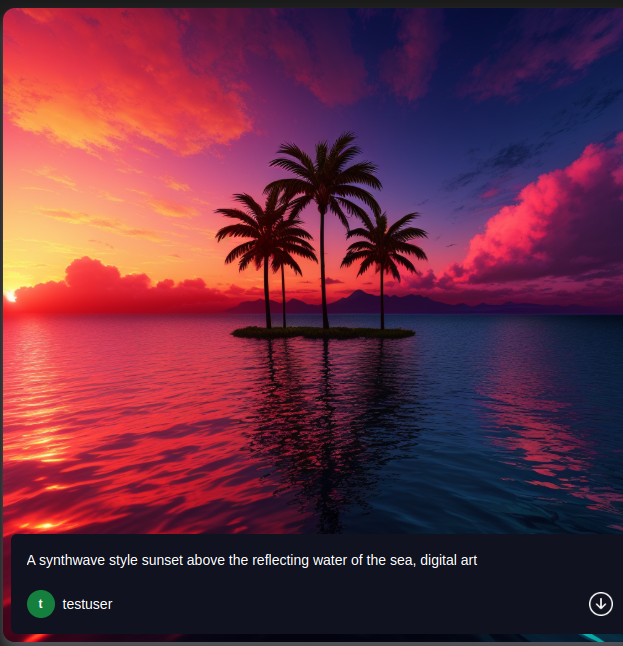 A synthwave style sunset above the reflecting water of the sea, digital art
t
testuser